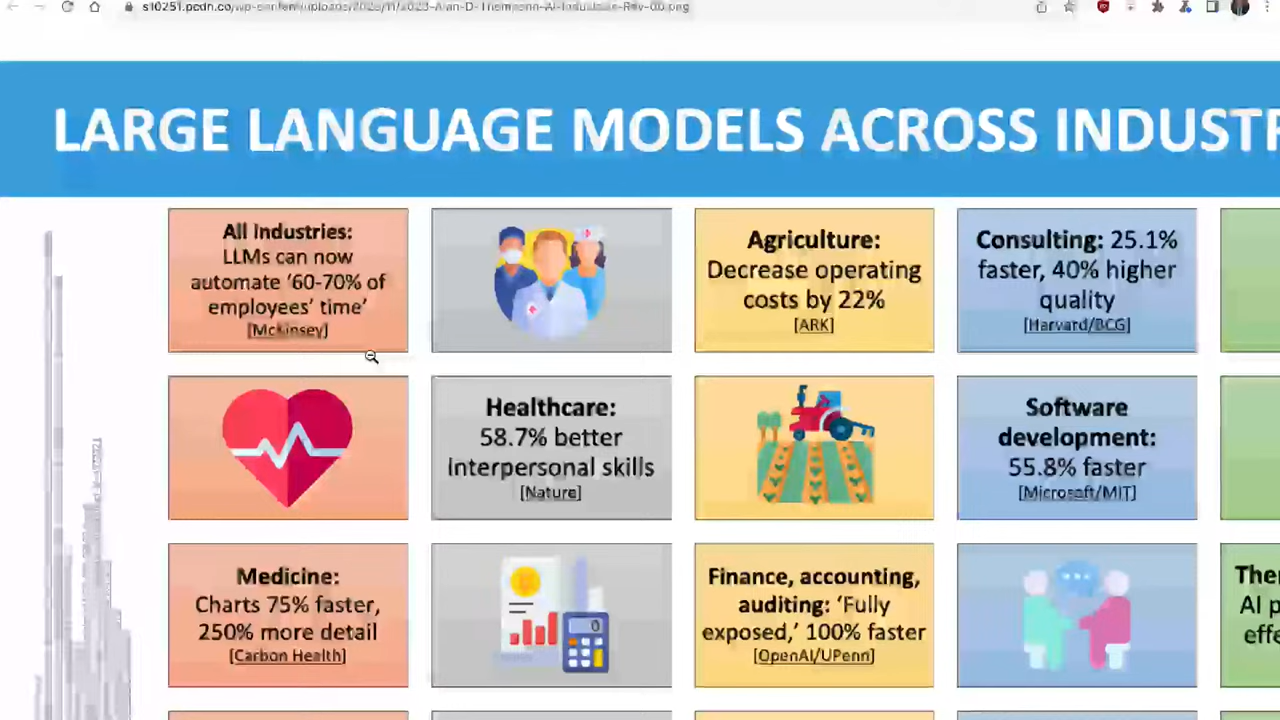 LARGE LANGUAGE MODELS ACROSS INDUSTR
All Industries:
LLMs can now
automate '60-70% of
employees' time'
[McKinsey]
Agriculture:
Decrease operating
costs by 22%
[ARK]
Consulting: 25.1%
faster, 40% higher
quality
[Harvard/BCG]
Healthcare:
58.7% better
interpersonal skills
[Nature]
Software
development:
55.8% faster
[Microsoft/MIT]
Medicine:
Charts 75% faster,
250% more detail
[Carbon Health]
Finance, accounting,
auditing: 'Fully
exposed,' 100% faster
[OpenAI/UPenn]
Ther
AI p
effe